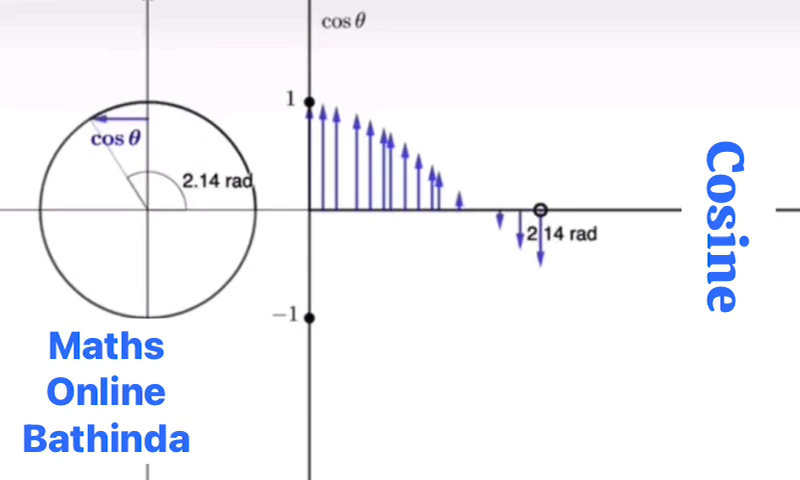 cos θ
1
cos θ
2.14 rad
2.14 rad
−1
Cosine
Maths
Online
Bathinda